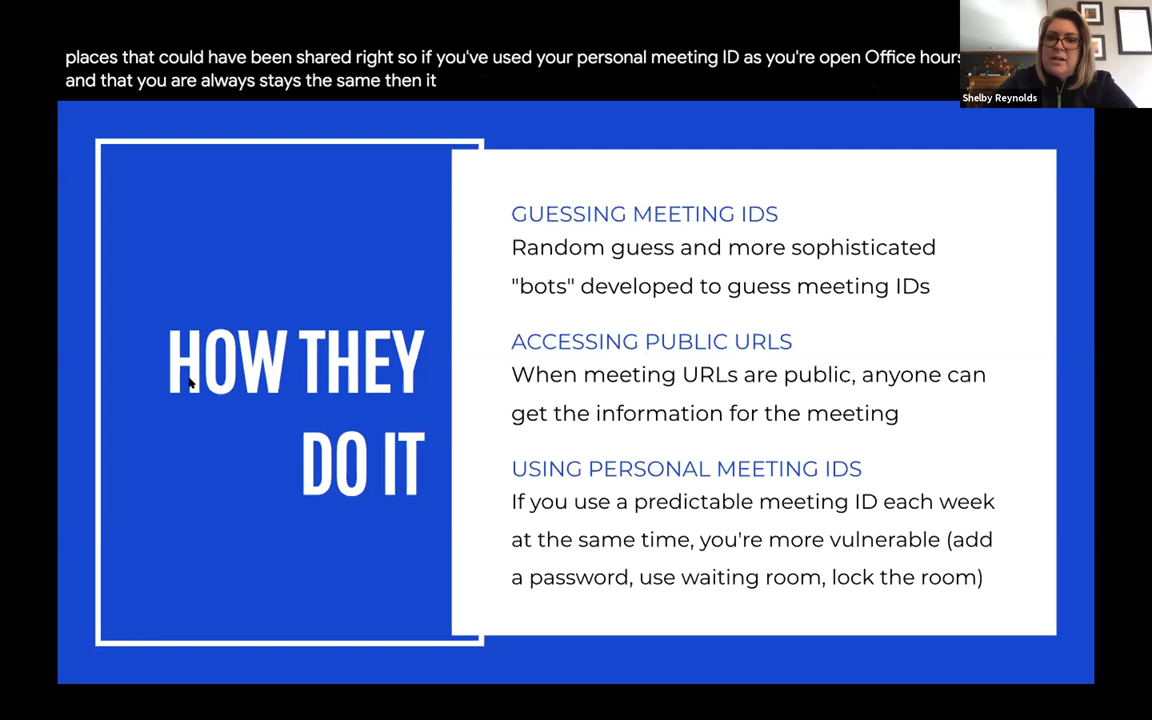 places that could have been shared right so if you've used your personal meeting ID as you're open Office hours
and that you are always stays the same then it
Shelby Reynolds
HOW THEY
DO IT
GUESSING MEETING IDS
Random guess and more sophisticated
"bots" developed to guess meeting IDs
ACCESSING PUBLIC URLS
When meeting URLs are public, anyone can
get the information for the meeting
USING PERSONAL MEETING IDS
If you use a predictable meeting ID each week
at the same time, you're more vulnerable (add
a password, use waiting room, lock the room)